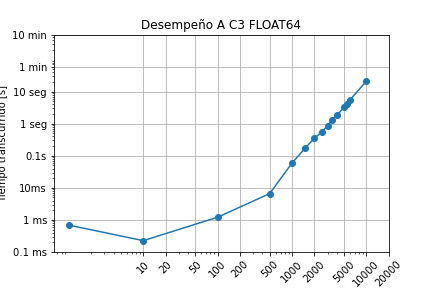 Desempeño A C3 FLOAT64
10 min
1 min
10 seg
1 seg
0.1s
10ms
1 ms
0.1 ms
transcurrido [s]
10
20
50
100
200
500
1000
2000
5000
10000
20000